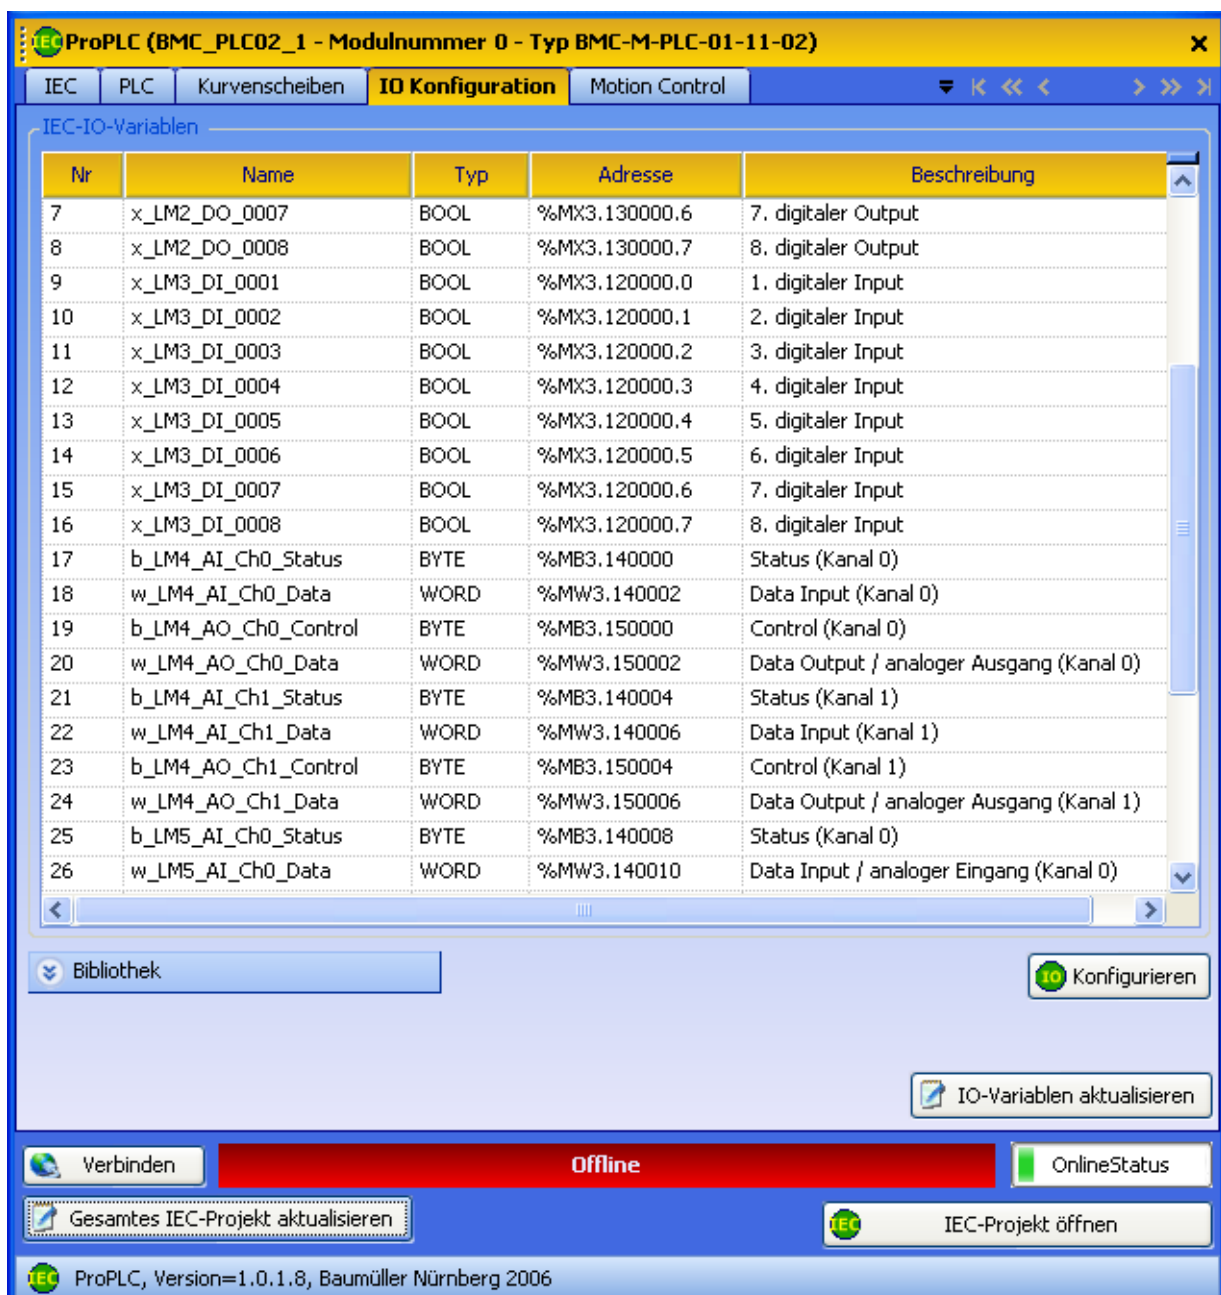 IEC ProPLC (BMC_PLC02_1 - Modulnummer 0 - Typ BMC-M-PLC-01-11-02)
IEC PLC Kurvenscheiben IO Konfiguration Motion Control
IEC-IO-Variablen
Nr Name Typ Adresse Beschreibung
7 x_LM2_DO_0007 BOOL %MX3.130000.6 7. digitaler Output
8 x_LM2_DO_0008 BOOL %MX3.130000.7 8. digitaler Output
9 x_LM3_DI_0001 BOOL %MX3.120000.0 1. digitaler Input
10 x_LM3_DI_0002 BOOL %MX3.120000.1 2. digitaler Input
11 x_LM3_DI_0003 BOOL %MX3.120000.2 3. digitaler Input
12 x_LM3_DI_0004 BOOL %MX3.120000.3 4. digitaler Input
13 x_LM3_DI_0005 BOOL %MX3.120000.4 5. digitaler Input
14 x_LM3_DI_0006 BOOL %MX3.120000.5 6. digitaler Input
15 x_LM3_DI_0007 BOOL %MX3.120000.6 7. digitaler Input
16 x_LM3_DI_0008 BOOL %MX3.120000.7 8. digitaler Input
17 b_LM4_AI_Ch0_Status BYTE %MB3.140000 Status (Kanal 0)
18 w_LM4_AI_Ch0_Data WORD %MW3.140002 Data Input (Kanal 0)
19 b_LM4_AO_Ch0_Control BYTE %MB3.150000 Control (Kanal 0)
20 w_LM4_AO_Ch0_Data WORD %MW3.150002 Data Output / analoger Ausgang (Kanal 0)
21 b_LM4_AI_Ch1_Status BYTE %MB3.140004 Status (Kanal 1)
22 w_LM4_AI_Ch1_Data WORD %MW3.140006 Data Input (Kanal 1)
23 b_LM4_AO_Ch1_Control BYTE %MB3.150004 Control (Kanal 1)
24 w_LM4_AO_Ch1_Data WORD %MW3.150006 Data Output / analoger Ausgang (Kanal 1)
25 b_LM5_AI_Ch0_Status BYTE %MB3.140008 Status (Kanal 0)
26 w_LM5_AI_Ch0_Data WORD %MW3.140010 Data Input / analoger Eingang (Kanal 0)
Bibliothek
IO Konfigurieren
IO-Variablen aktualisieren
Verbinden Offline OnlineStatus
Gesamtes IEC-Projekt aktualisieren IEC IEC-Projekt öffnen
IEC ProPLC, Version=1.0.1.8, Baumüller Nürnberg 2006